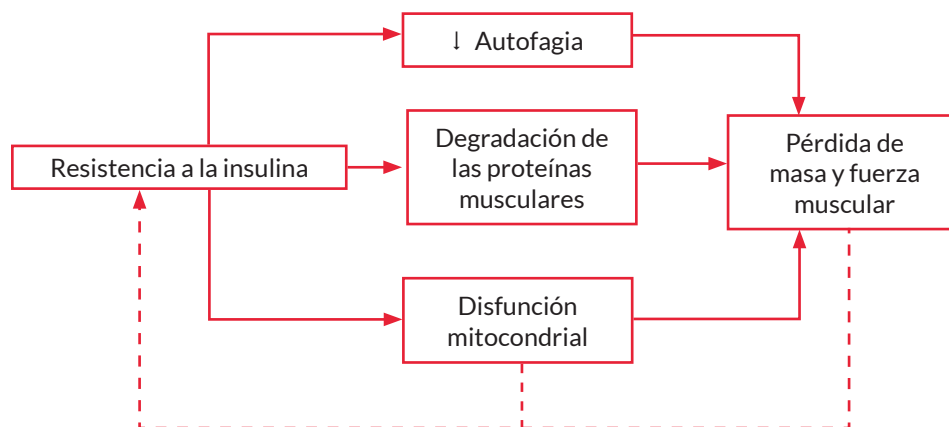 ↓ Autofagia
Resistencia a la insulina
Degradación de
las proteínas
musculares
Pérdida de
masa y fuerza
muscular
Disfunción
mitocondrial